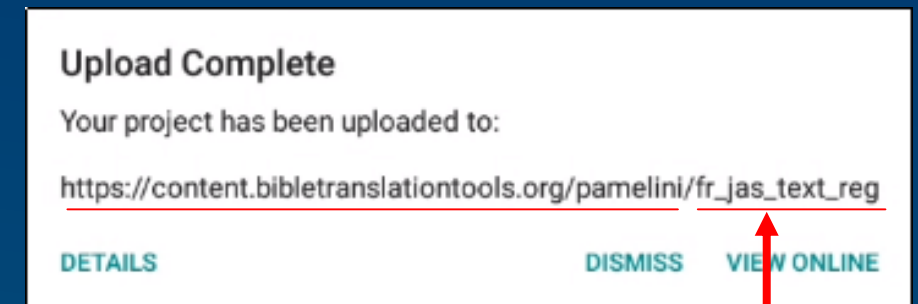 Upload Complete
Your project has been uploaded to:
https://content.bibletranslationtools.org/pamelini/fr_jas_text_reg
DETAILS DISMISS VIEW ONLINE